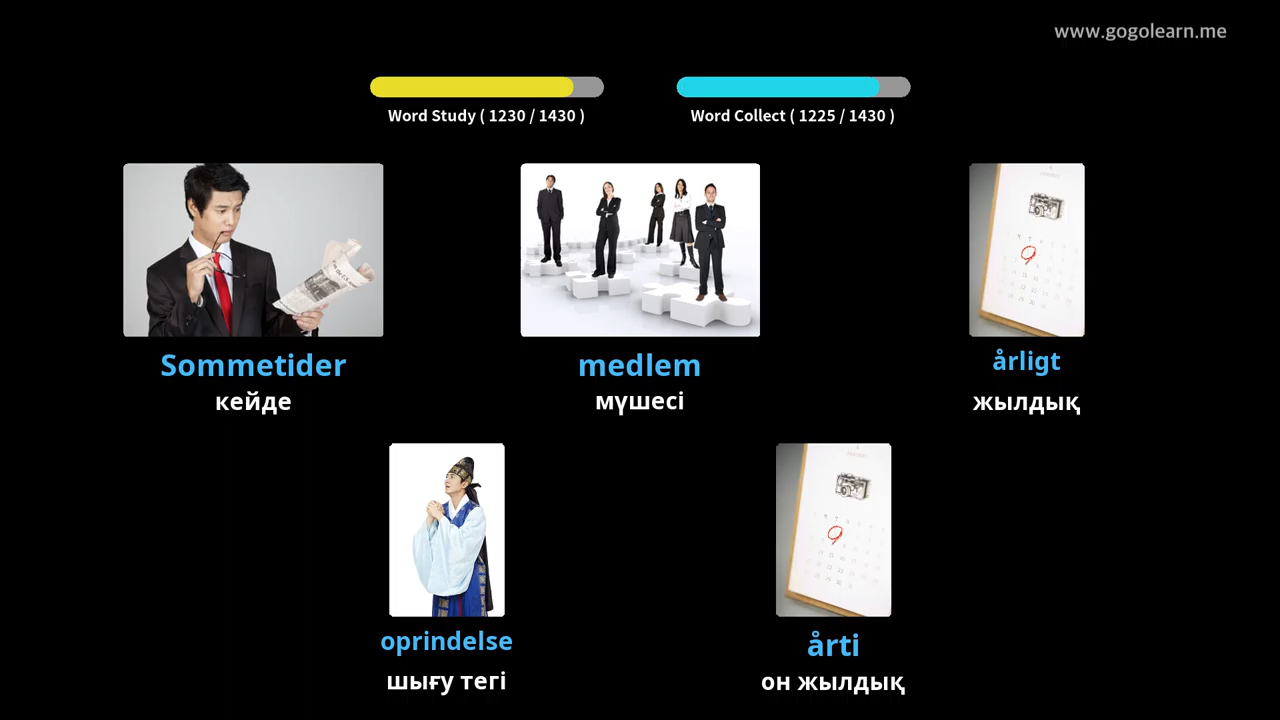 www.gogolearn.me
Word Study ( 1230 / 1430 )
Word Collect ( 1225 / 1430 )
Sommetider
кейде
medlem
мүшесі
årligt
жылдық
oprindelse
шығу тегі
årti
он жылдық